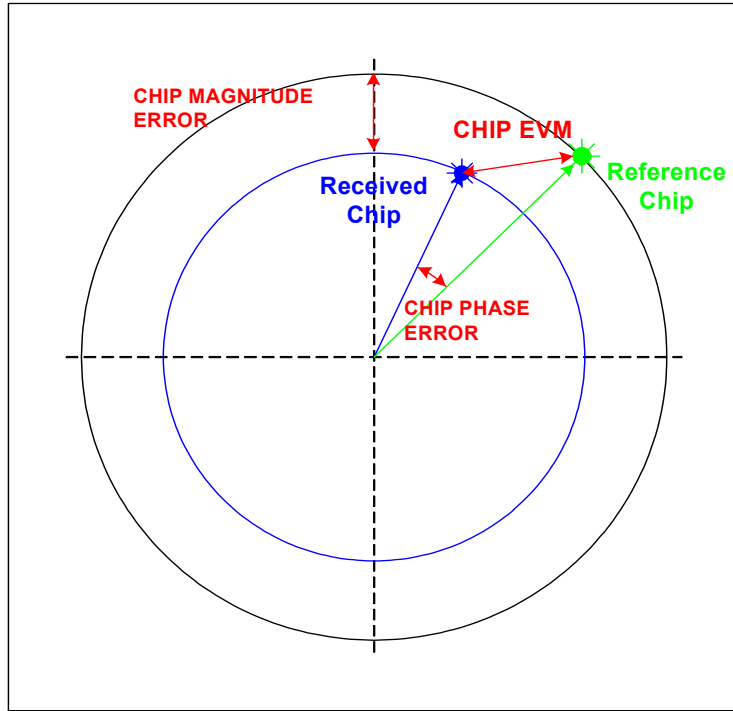 CHIP MAGNITUDE
ERROR
CHIP EVM
Received
Chip
Reference
Chip
CHIP PHASE
ERROR